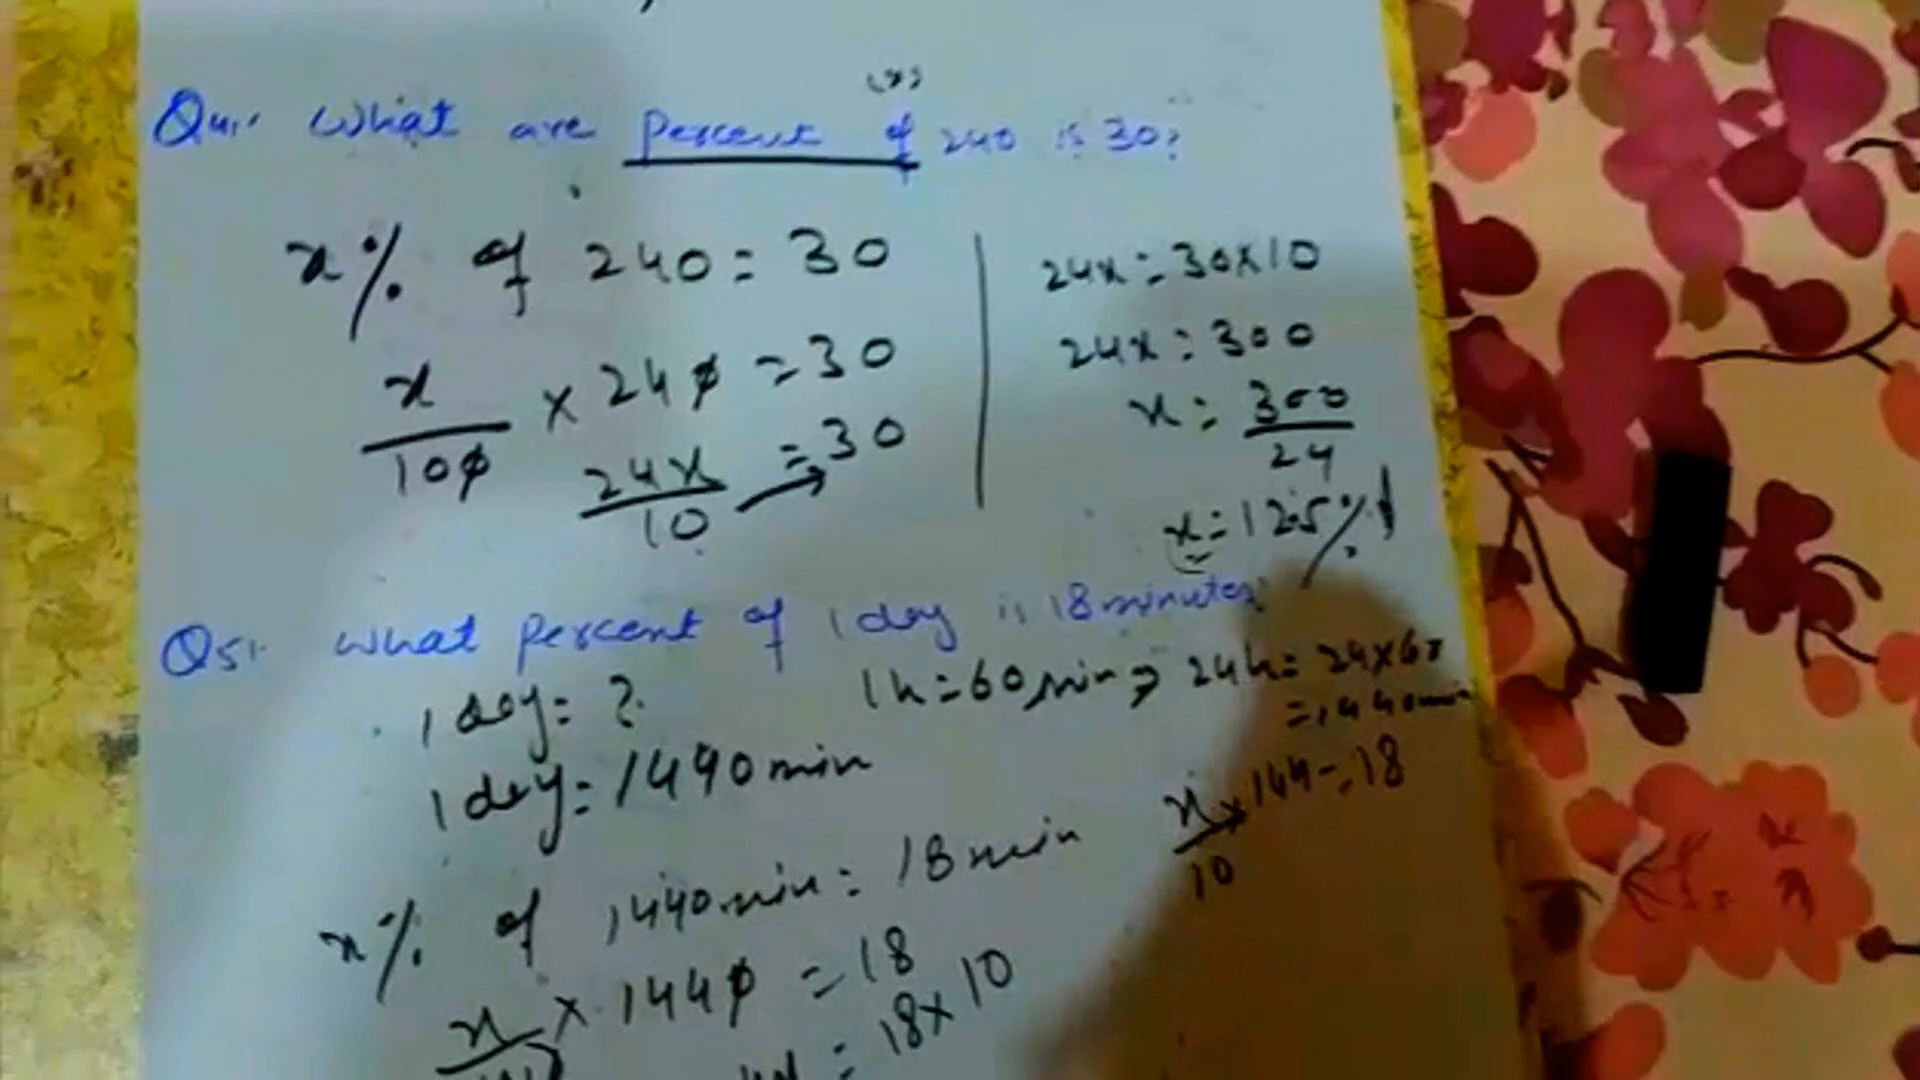 (x)
Q4. What are Percent of 240 is 30?
x% of 240 = 30
x/100 × 240 = 30
24x/10 = 30
24x = 30×10
24x = 300
x = 300/24
x = 12.5%
Q5. What percent of 1 day is 18 minutes?
1 day = ?
1h = 60 min ⇒ 24h = 24×60
= 1440 min
1 day = 1440 min
x% of 1440 min = 18 min
x/10 × 144 = 18
× 1440 = 18
= 18×10